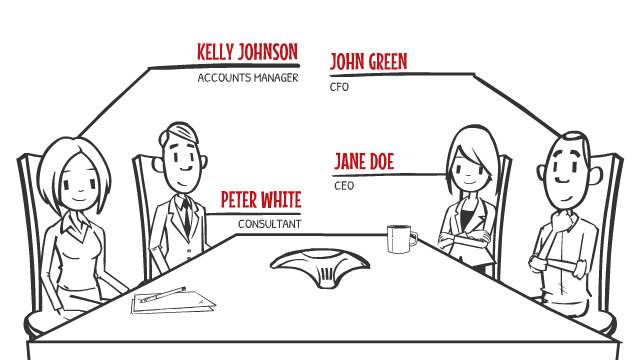 KELLY JOHNSON
ACCOUNTS MANAGER
JOHN GREEN
CFO
JANE DOE
CEO
PETER WHITE
CONSULTANT